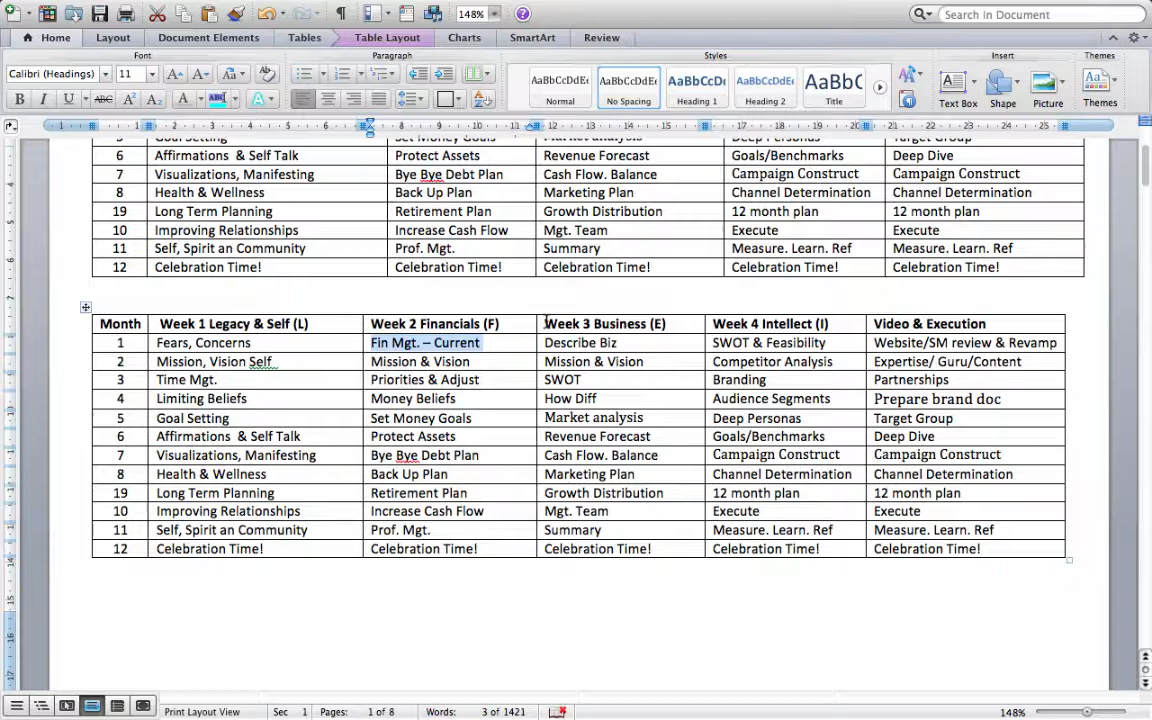 148%
Search in Document
Home Layout Document Elements Tables Table Layout Charts SmartArt Review
Font Paragraph Styles Insert Themes
Calibri (Headings) 11
AaBbCcDdEe AaBbCcDdEe AaBbCcDc AaBbCcDdEe AaBbC
Normal No Spacing Heading 1 Heading 2 Title Text Box Shape Picture Themes
6 Affirmations & Self Talk Protect Assets Revenue Forecast Goals/Benchmarks Deep Dive
7 Visualizations, Manifesting Bye Bye Debt Plan Cash Flow. Balance Campaign Construct Campaign Construct
8 Health & Wellness Back Up Plan Marketing Plan Channel Determination Channel Determination
19 Long Term Planning Retirement Plan Growth Distribution 12 month plan 12 month plan
10 Improving Relationships Increase Cash Flow Mgt. Team Execute Execute
11 Self, Spirit an Community Prof. Mgt. Summary Measure. Learn. Ref Measure. Learn. Ref
12 Celebration Time! Celebration Time! Celebration Time! Celebration Time! Celebration Time!
Month Week 1 Legacy & Self (L) Week 2 Financials (F) Week 3 Business (E) Week 4 Intellect (I) Video & Execution
1 Fears, Concerns Fin Mgt. – Current Describe Biz SWOT & Feasibility Website/SM review & Revamp
2 Mission, Vision Self Mission & Vision Mission & Vision Competitor Analysis Expertise/ Guru/Content
3 Time Mgt. Priorities & Adjust SWOT Branding Partnerships
4 Limiting Beliefs Money Beliefs How Diff Audience Segments Prepare brand doc
5 Goal Setting Set Money Goals Market analysis Deep Personas Target Group
6 Affirmations & Self Talk Protect Assets Revenue Forecast Goals/Benchmarks Deep Dive
7 Visualizations, Manifesting Bye Bye Debt Plan Cash Flow. Balance Campaign Construct Campaign Construct
8 Health & Wellness Back Up Plan Marketing Plan Channel Determination Channel Determination
19 Long Term Planning Retirement Plan Growth Distribution 12 month plan 12 month plan
10 Improving Relationships Increase Cash Flow Mgt. Team Execute Execute
11 Self, Spirit an Community Prof. Mgt. Summary Measure. Learn. Ref Measure. Learn. Ref
12 Celebration Time! Celebration Time! Celebration Time! Celebration Time! Celebration Time!
Print Layout View Sec 1 Pages: 1 of 8 Words: 3 of 1421 148%